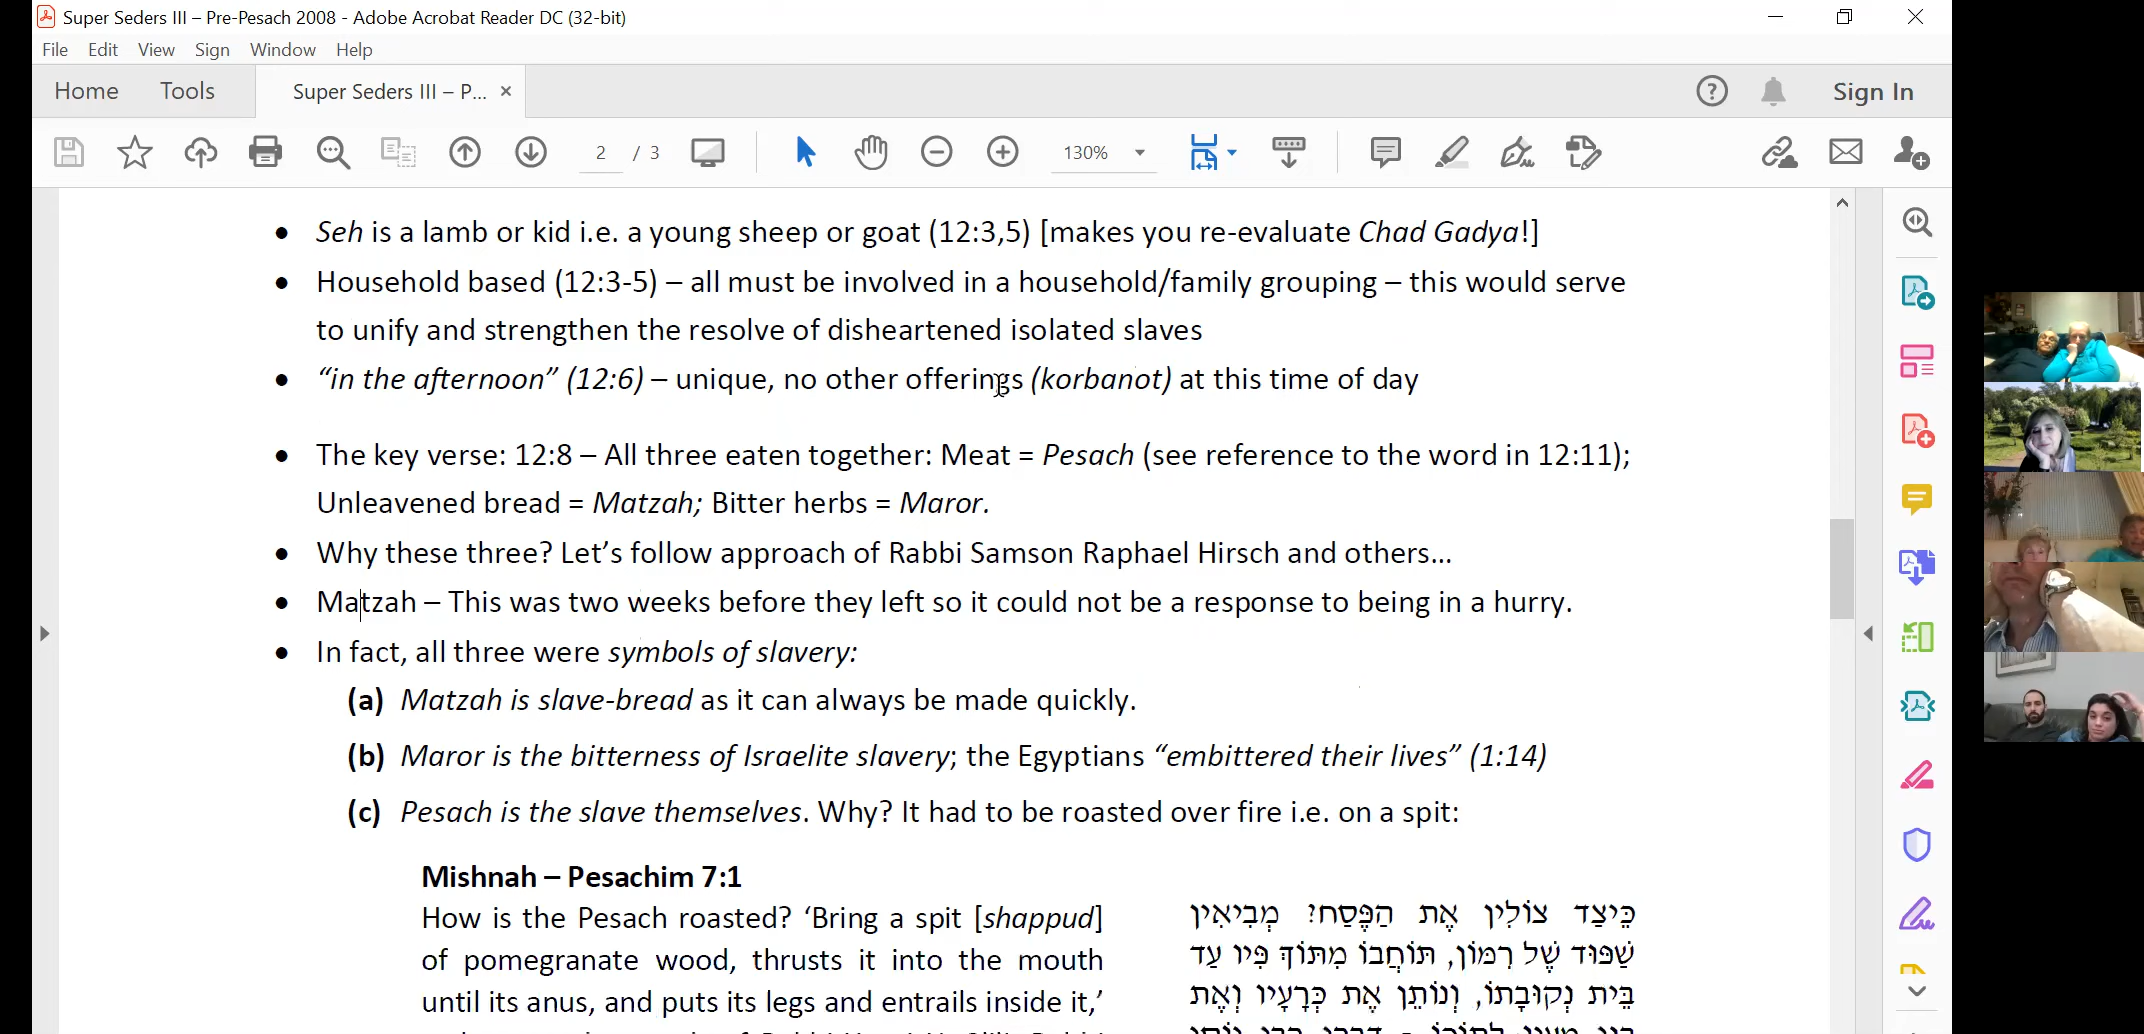 Super Seders III – Pre-Pesach 2008 - Adobe Acrobat Reader DC (32-bit)
File Edit View Sign Window Help
Home Tools Super Seders III – P... × Sign In
2 / 3 130%
• Seh is a lamb or kid i.e. a young sheep or goat (12:3,5) [makes you re-evaluate Chad Gadya!]
• Household based (12:3-5) – all must be involved in a household/family grouping – this would serve
to unify and strengthen the resolve of disheartened isolated slaves
• “in the afternoon” (12:6) – unique, no other offerings (korbanot) at this time of day
• The key verse: 12:8 – All three eaten together: Meat = Pesach (see reference to the word in 12:11);
Unleavened bread = Matzah; Bitter herbs = Maror.
• Why these three? Let’s follow approach of Rabbi Samson Raphael Hirsch and others…
• Matzah – This was two weeks before they left so it could not be a response to being in a hurry.
• In fact, all three were symbols of slavery:
(a) Matzah is slave-bread as it can always be made quickly.
(b) Maror is the bitterness of Israelite slavery; the Egyptians “embittered their lives” (1:14)
(c) Pesach is the slave themselves. Why? It had to be roasted over fire i.e. on a spit:
Mishnah – Pesachim 7:1
How is the Pesach roasted? ‘Bring a spit [shappud]
of pomegranate wood, thrusts it into the mouth
until its anus, and puts its legs and entrails inside it,’
כֵּיצַד צוֹלִין אֶת הַפֶּסַח? מְבִיאִין
שַׁפּוּד שֶׁל רִמּוֹן, תּוֹחֲבוֹ מִתּוֹךְ פִּיו עַד
בֵּית נְקוּבָתוֹ, וְנוֹתֵן אֶת כְּרָעָיו וְאֶת